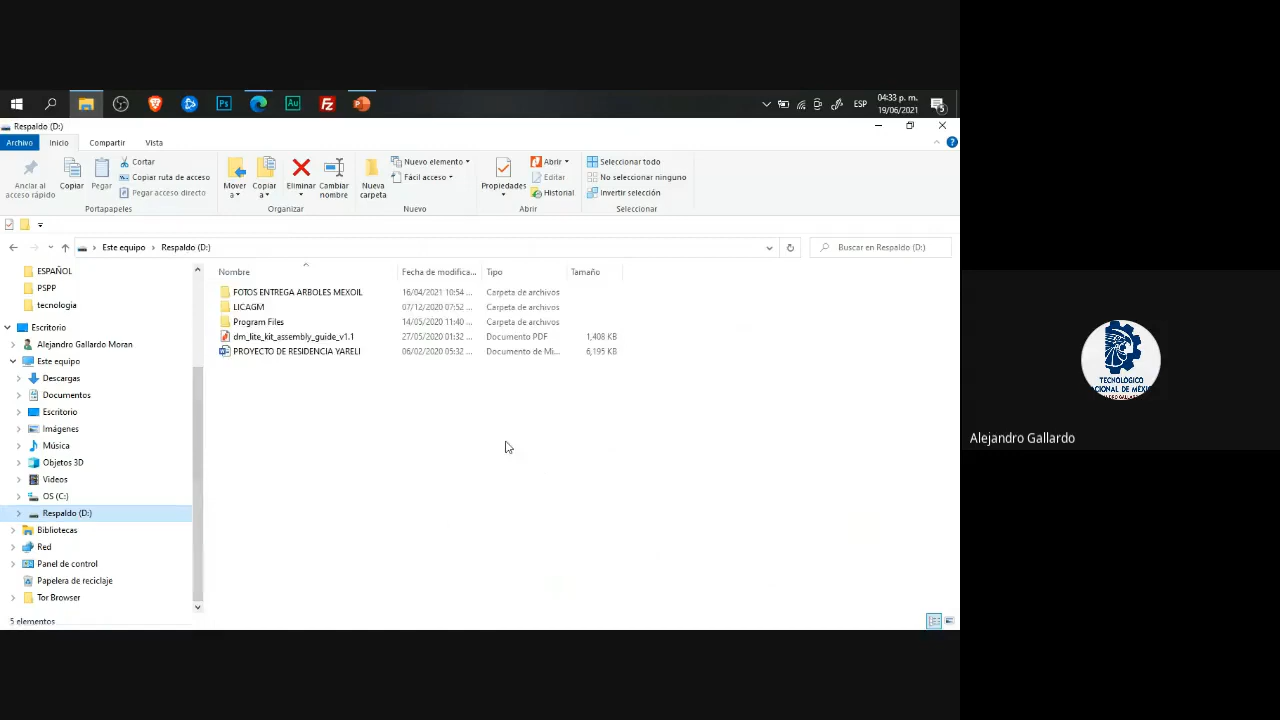 04:33 p. m.
ESP
19/06/2021
5
Respaldo (D:)
Archivo Inicio Compartir Vista
Anclar al acceso rápido
Copiar
Pegar
Cortar
Copiar ruta de acceso
Pegar acceso directo
Portapapeles
Mover a
Copiar a
Eliminar
Cambiar nombre
Organizar
Nueva carpeta
Nuevo elemento
Fácil acceso
Nuevo
Propiedades
Abrir
Editar
Historial
Abrir
Seleccionar todo
No seleccionar ninguno
Invertir selección
Seleccionar
Este equipo > Respaldo (D:)
Buscar en Respaldo (D:)
ESPAÑOL
PSPP
tecnologia
Escritorio
Alejandro Gallardo Moran
Este equipo
Descargas
Documentos
Escritorio
Imágenes
Música
Objetos 3D
Videos
OS (C:)
Respaldo (D:)
Bibliotecas
Red
Panel de control
Papelera de reciclaje
Tor Browser
5 elementos
Nombre Fecha de modifica... Tipo Tamaño
FOTOS ENTREGA ARBOLES MEXOIL 16/04/2021 10:54 ... Carpeta de archivos
LICAGM 07/12/2020 07:52 ... Carpeta de archivos
Program Files 14/05/2020 11:40 ... Carpeta de archivos
dm_lite_kit_assembly_guide_v1.1 27/05/2020 01:32 ... Documento PDF 1,408 KB
PROYECTO DE RESIDENCIA YARELI 06/02/2020 05:32 ... Documento de Mi... 6,195 KB
TECNOLOGICO
Alejandro Gallardo